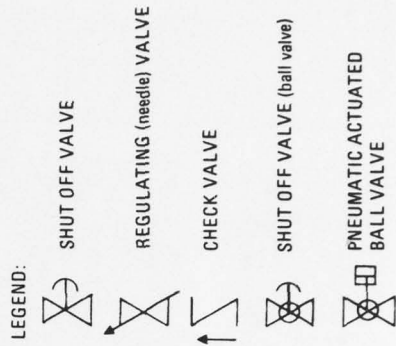 LEGEND:
SHUT OFF VALVE
REGULATING (needle) VALVE
CHECK VALVE
SHUT OFF VALVE (ball valve)
PNEUMATIC ACTUATED
BALL VALVE